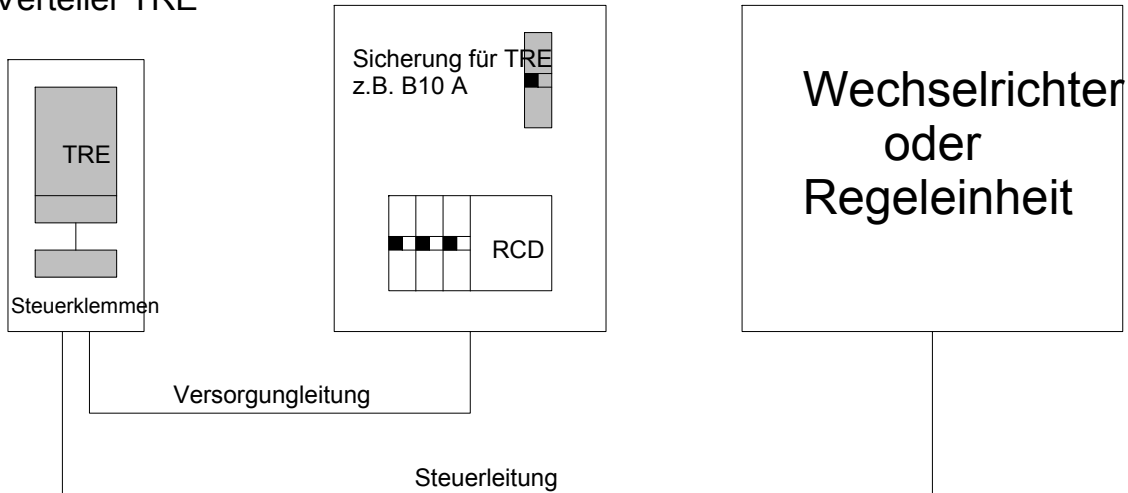 Verteiler TRE
Sicherung für TRE
z.B. B10 A
TRE
RCD
Steuerklemmen
Wechselrichter
oder
Regeleinheit
Versorgungleitung
Steuerleitung